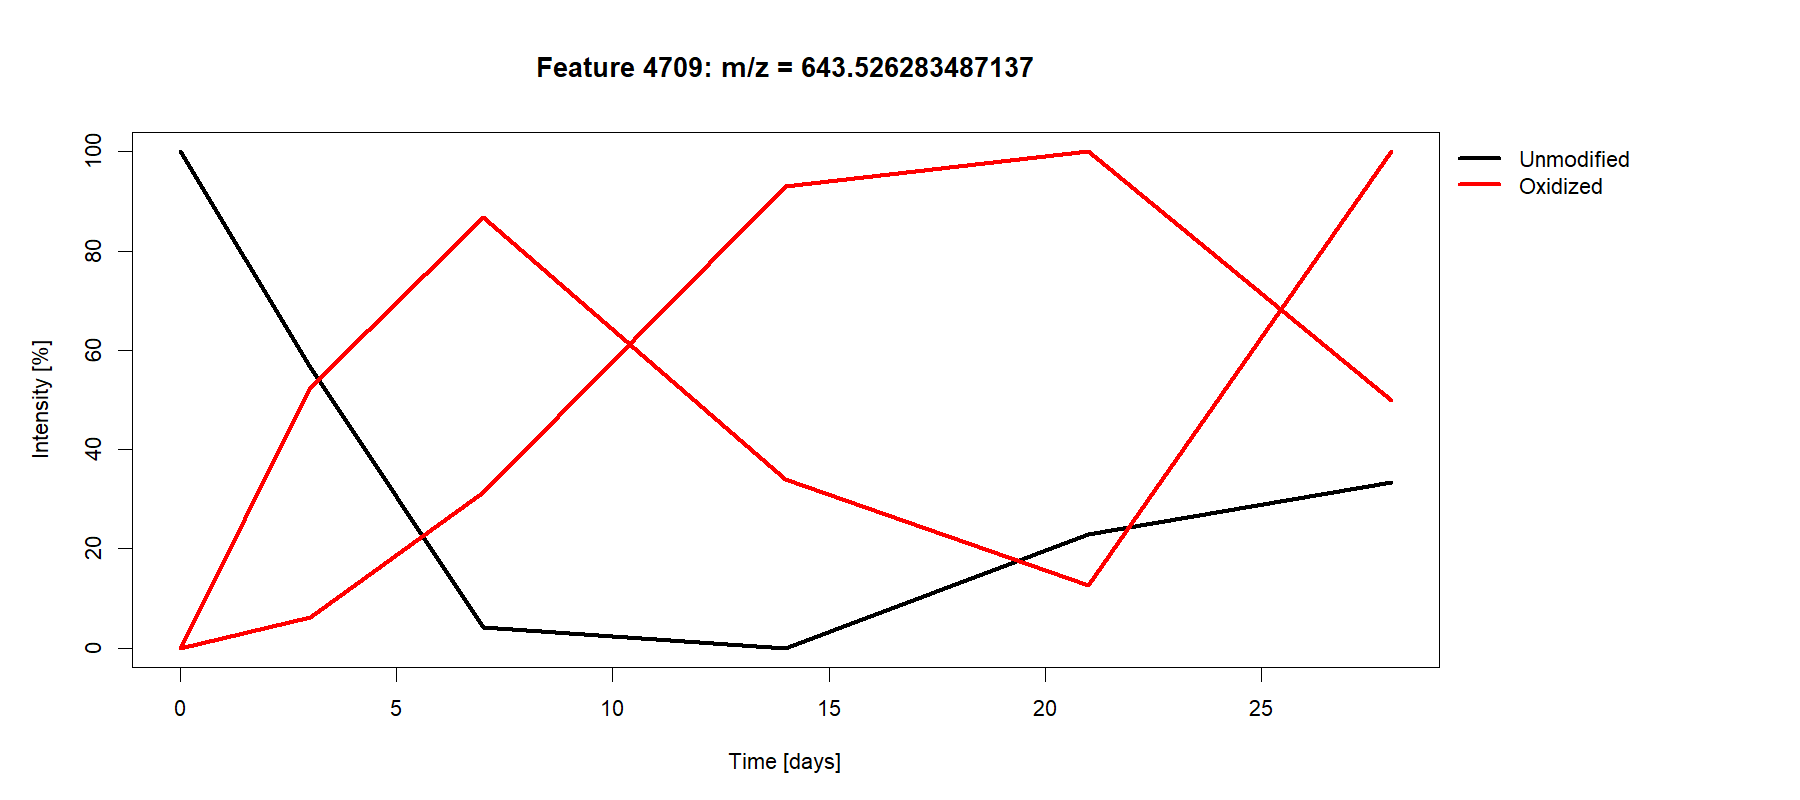 Feature 4709: m/z = 643.526283487137
Unmodified
Oxidized
Intensity [%]
100
80
60
40
20
0
0 5 10 15 20 25
Time [days]